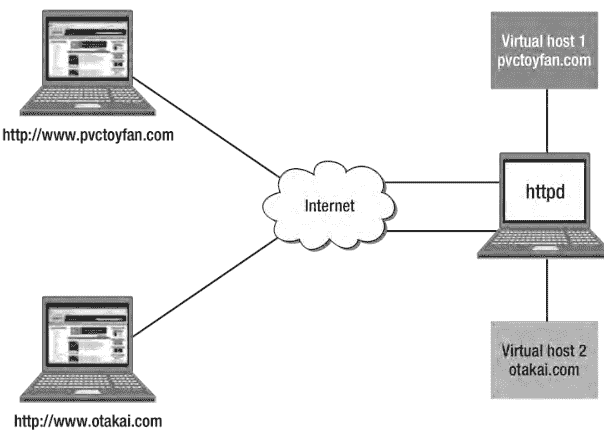 Virtual host 1
pvctoyfan.com
http://www.pvctoyfan.com
Internet
httpd
Virtual host 2
otakai.com
http://www.otakai.com